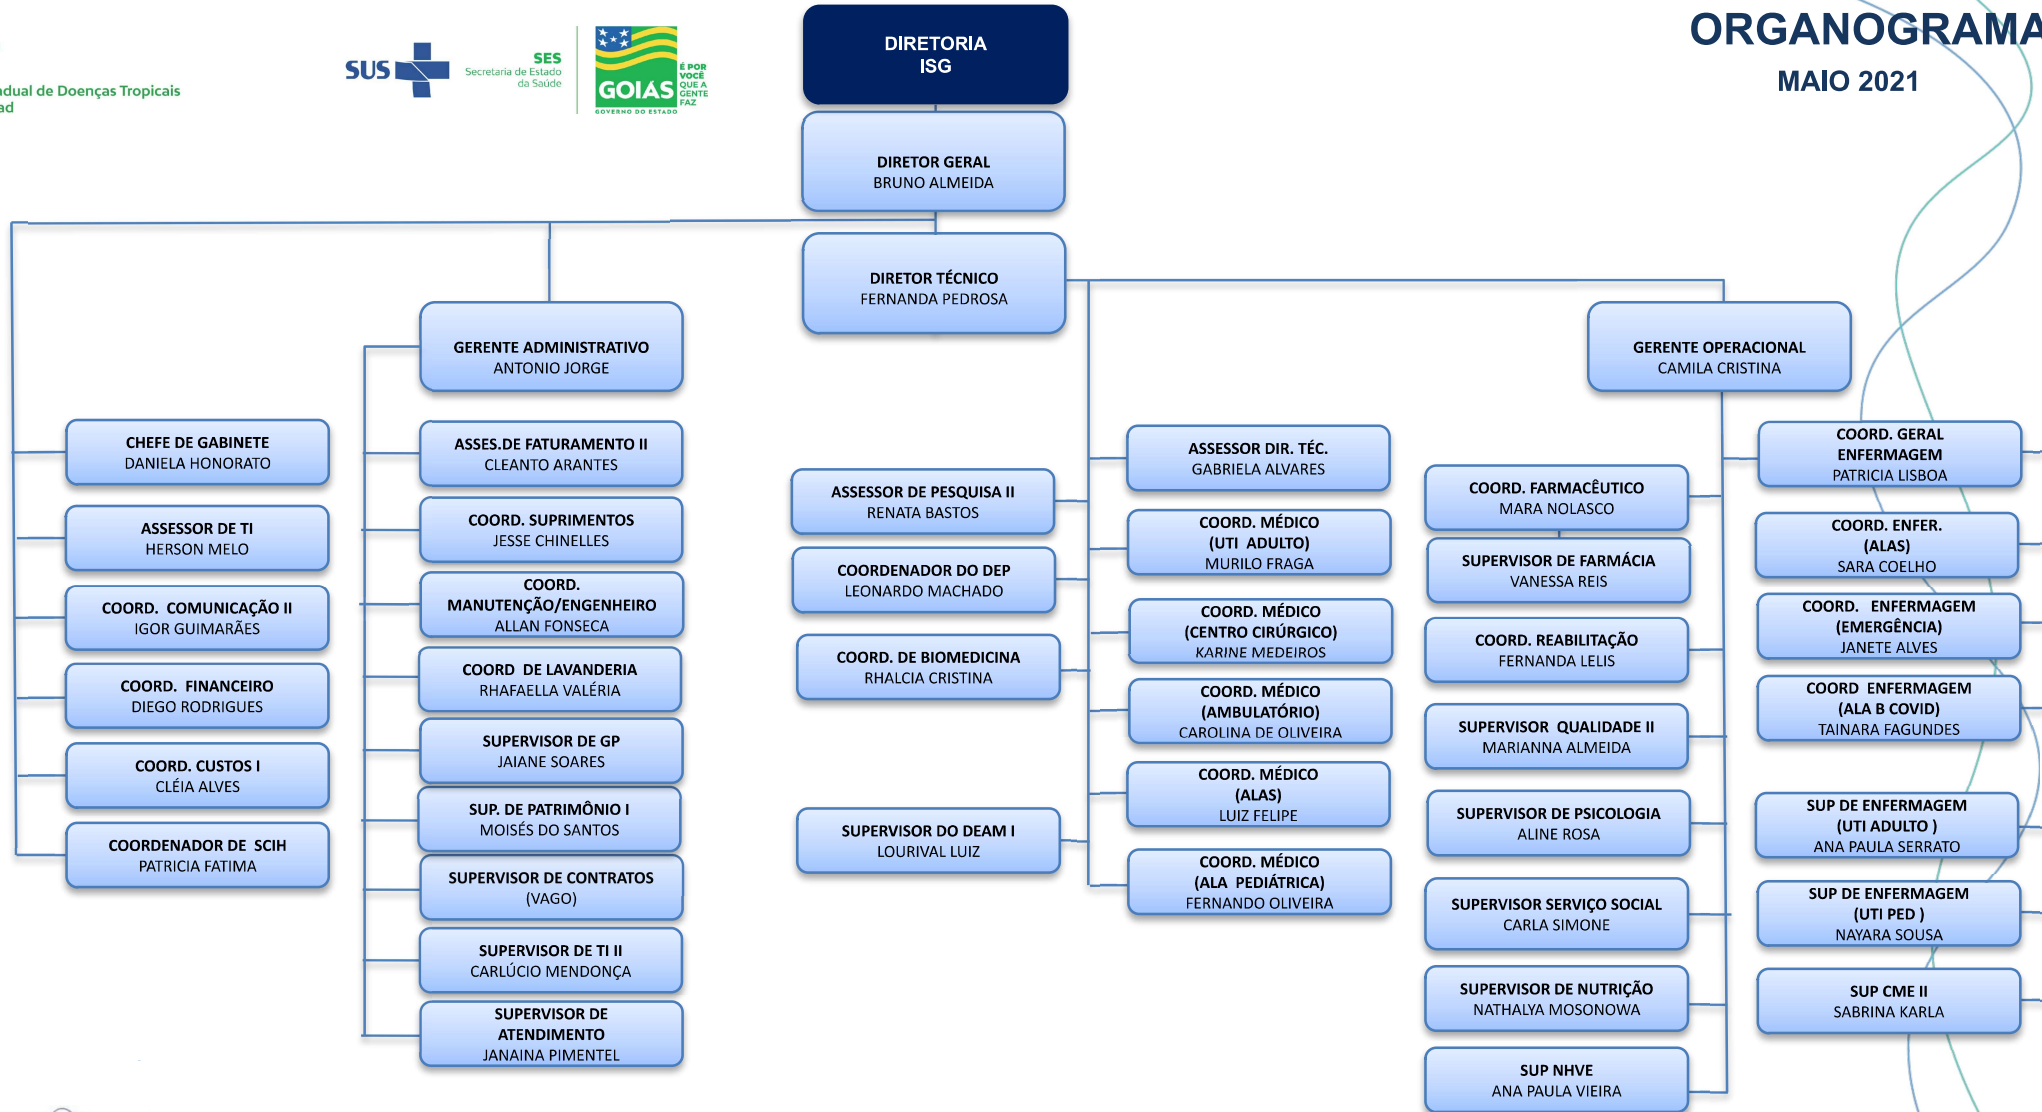 ORGANOGRAMA
MAIO 2021
dual de Doenças Tropicais
ad
SUS
SES
Secretaria de Estado
da Saúde
GOIÁS
GOVERNO DO ESTADO
É POR
VOCÊ
QUE A
GENTE
FAZ
DIRETORIA
ISG
DIRETOR GERAL
BRUNO ALMEIDA
DIRETOR TÉCNICO
FERNANDA PEDROSA
GERENTE ADMINISTRATIVO
ANTONIO JORGE
GERENTE OPERACIONAL
CAMILA CRISTINA
CHEFE DE GABINETE
DANIELA HONORATO
ASSESSOR DE TI
HERSON MELO
COORD. COMUNICAÇÃO II
IGOR GUIMARÃES
COORD. FINANCEIRO
DIEGO RODRIGUES
COORD. CUSTOS I
CLÉIA ALVES
COORDENADOR DE SCIH
PATRICIA FATIMA
ASSES.DE FATURAMENTO II
CLEANTO ARANTES
COORD. SUPRIMENTOS
JESSE CHINELLES
COORD.
MANUTENÇÃO/ENGENHEIRO
ALLAN FONSECA
COORD DE LAVANDERIA
RHAFAELLA VALÉRIA
SUPERVISOR DE GP
JAIANE SOARES
SUP. DE PATRIMÔNIO I
MOISÉS DO SANTOS
SUPERVISOR DE CONTRATOS
(VAGO)
SUPERVISOR DE TI II
CARLÚCIO MENDONÇA
SUPERVISOR DE
ATENDIMENTO
JANAINA PIMENTEL
ASSESSOR DE PESQUISA II
RENATA BASTOS
COORDENADOR DO DEP
LEONARDO MACHADO
COORD. DE BIOMEDICINA
RHALCIA CRISTINA
SUPERVISOR DO DEAM I
LOURIVAL LUIZ
ASSESSOR DIR. TÉC.
GABRIELA ALVARES
COORD. MÉDICO
(UTI ADULTO)
MURILO FRAGA
COORD. MÉDICO
(CENTRO CIRÚRGICO)
KARINE MEDEIROS
COORD. MÉDICO
(AMBULATÓRIO)
CAROLINA DE OLIVEIRA
COORD. MÉDICO
(ALAS)
LUIZ FELIPE
COORD. MÉDICO
(ALA PEDIÁTRICA)
FERNANDO OLIVEIRA
COORD. FARMACÊUTICO
MARA NOLASCO
SUPERVISOR DE FARMÁCIA
VANESSA REIS
COORD. REABILITAÇÃO
FERNANDA LELIS
SUPERVISOR QUALIDADE II
MARIANNA ALMEIDA
SUPERVISOR DE PSICOLOGIA
ALINE ROSA
SUPERVISOR SERVIÇO SOCIAL
CARLA SIMONE
SUPERVISOR DE NUTRIÇÃO
NATHALYA MOSONOWA
SUP NHVE
ANA PAULA VIEIRA
COORD. GERAL
ENFERMAGEM
PATRICIA LISBOA
COORD. ENFER.
(ALAS)
SARA COELHO
COORD. ENFERMAGEM
(EMERGÊNCIA)
JANETE ALVES
COORD ENFERMAGEM
(ALA B COVID)
TAINARA FAGUNDES
SUP DE ENFERMAGEM
(UTI ADULTO )
ANA PAULA SERRATO
SUP DE ENFERMAGEM
(UTI PED )
NAYARA SOUSA
SUP CME II
SABRINA KARLA